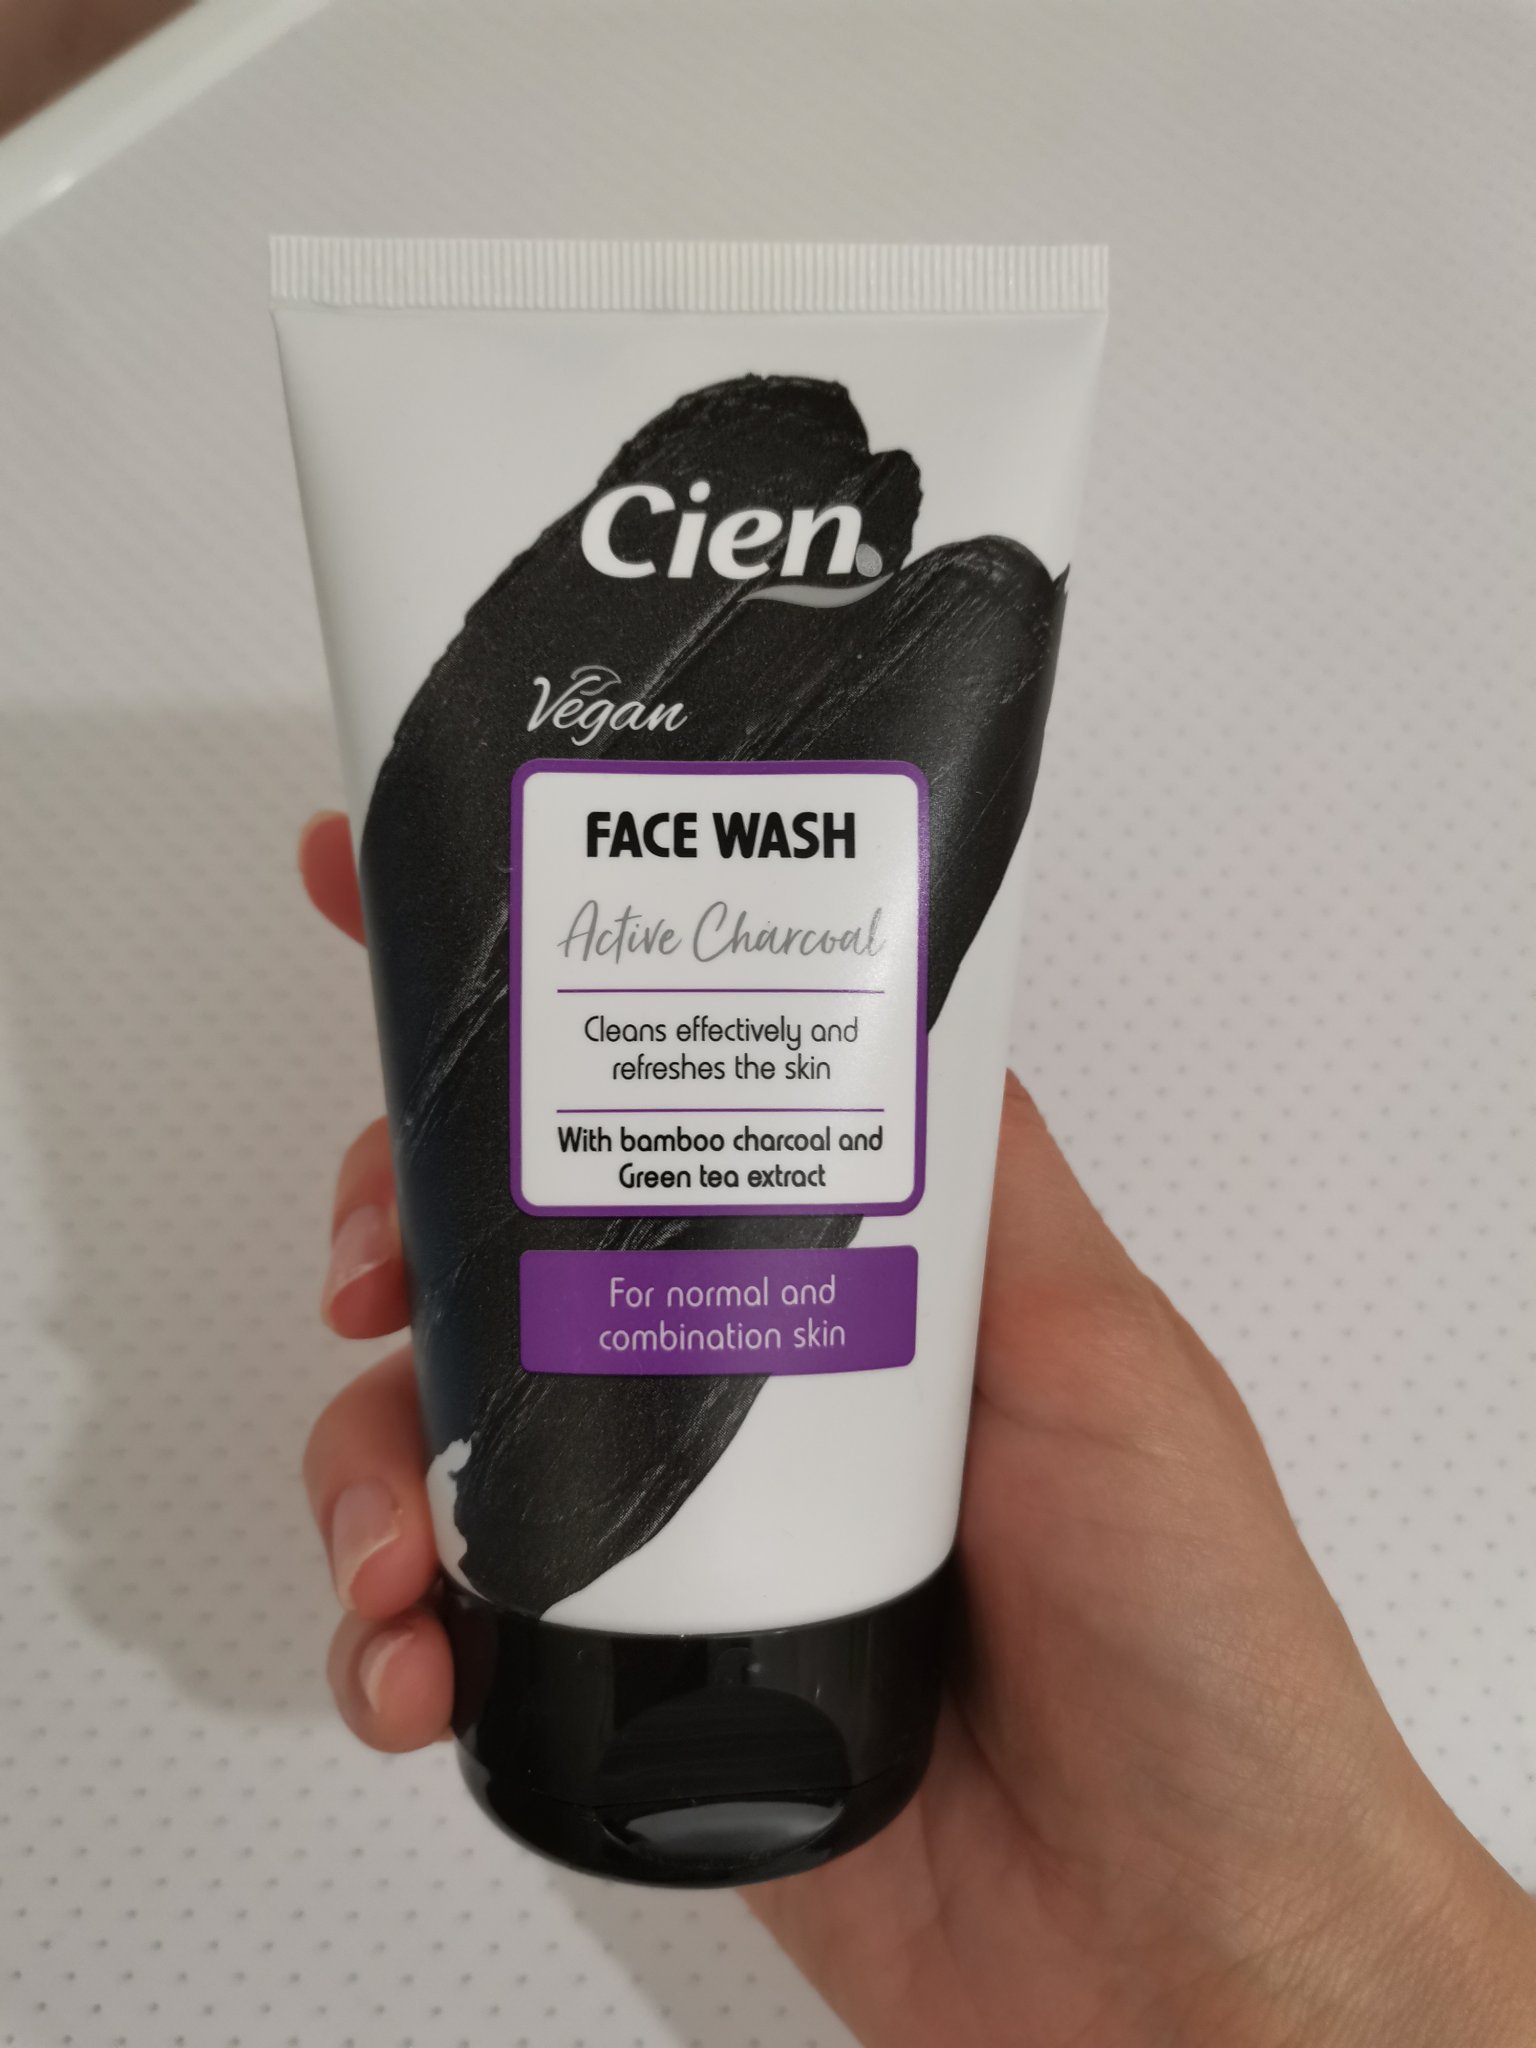 Cien
Vegan
FACE WASH
Active Charcoal
Cleans effectively and
refreshes the skin
With bamboo charcoal and
Green tea extract
For normal and
combination skin